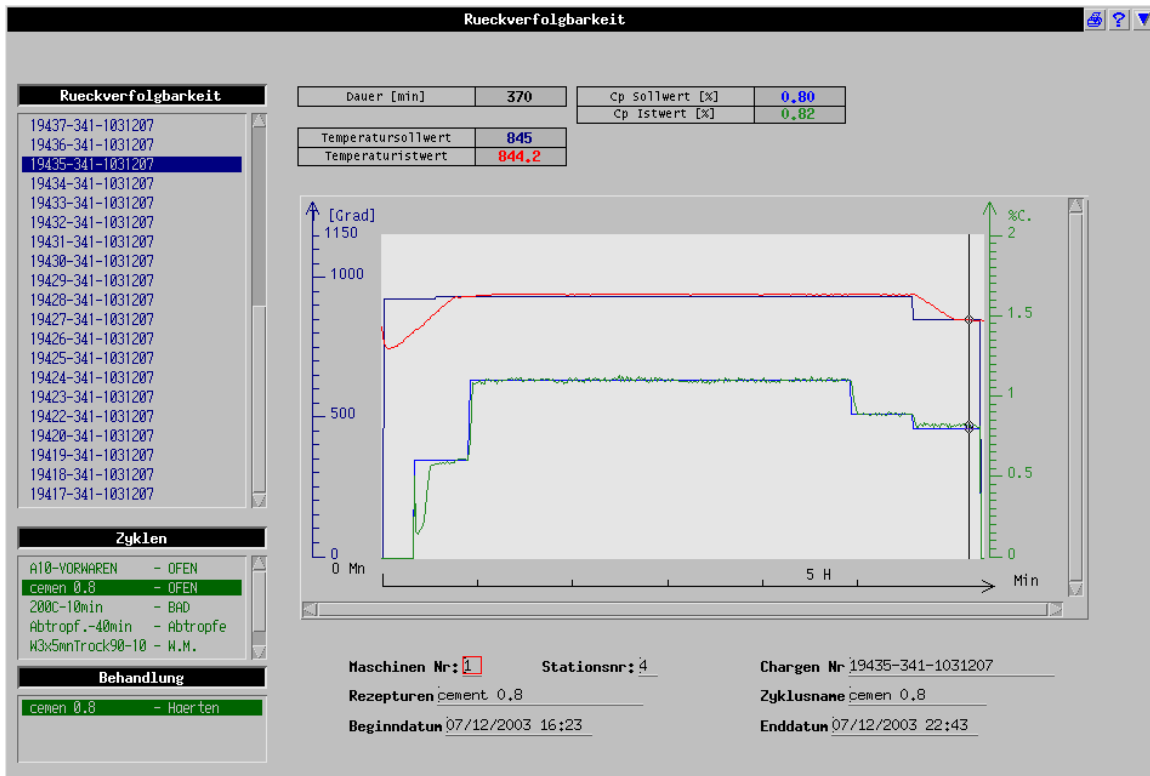 Rueckverfolgbarkeit
?
Rueckverfolgbarkeit
19437-341-1031207
19436-341-1031207
19435-341-1031207
19434-341-1031207
19433-341-1031207
19432-341-1031207
19431-341-1031207
19430-341-1031207
19429-341-1031207
19428-341-1031207
19427-341-1031207
19426-341-1031207
19425-341-1031207
19424-341-1031207
19423-341-1031207
19422-341-1031207
19420-341-1031207
19419-341-1031207
19418-341-1031207
19417-341-1031207
Zyklen
A10-VORWAREN - OFEN
cemen 0.8 - OFEN
200C-10min - BAD
Abtropf.-40min - Abtropfe
W3x5mnTrock90-10 - W.M.
Behandlung
cemen 0.8 - Haerten
Dauer [min] 370
Cp Sollwert [%] 0.80
Cp Istwert [%] 0.82
Temperatursollwert 845
Temperaturistwert 844.2
[Grad]
1150
1000
500
0
%C.
2
1.5
1
0.5
0
0 Mn
5 H
Min
Maschinen Nr: 1 Stationsnr: 4 Chargen Nr 19435-341-1031207
Rezepturen cement 0.8 Zyklusname cemen 0.8
Beginndatum 07/12/2003 16:23 Enddatum 07/12/2003 22:43